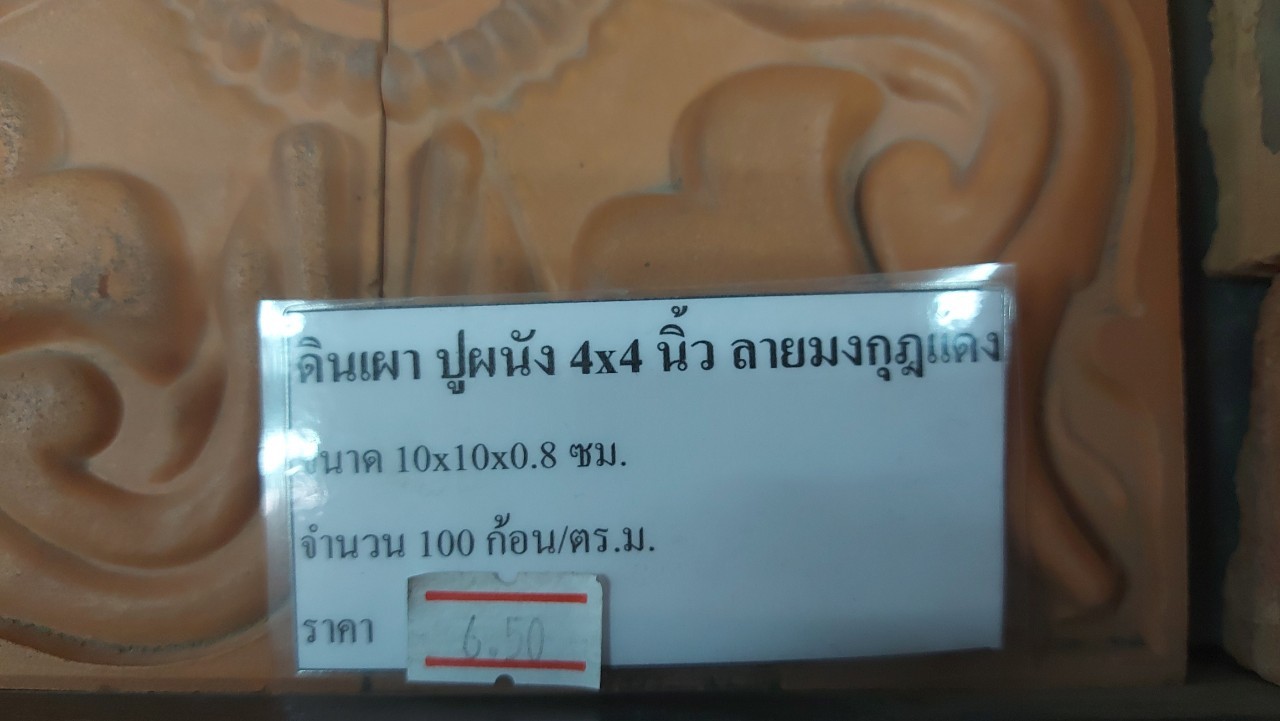 ดินเผา ปูผนัง 4x4 นิ้ว ลายมงกุฎแดง
ขนาด 10x10x0.8 ซม.
จำนวน 100 ก้อน/ตร.ม.
ราคา 6.50